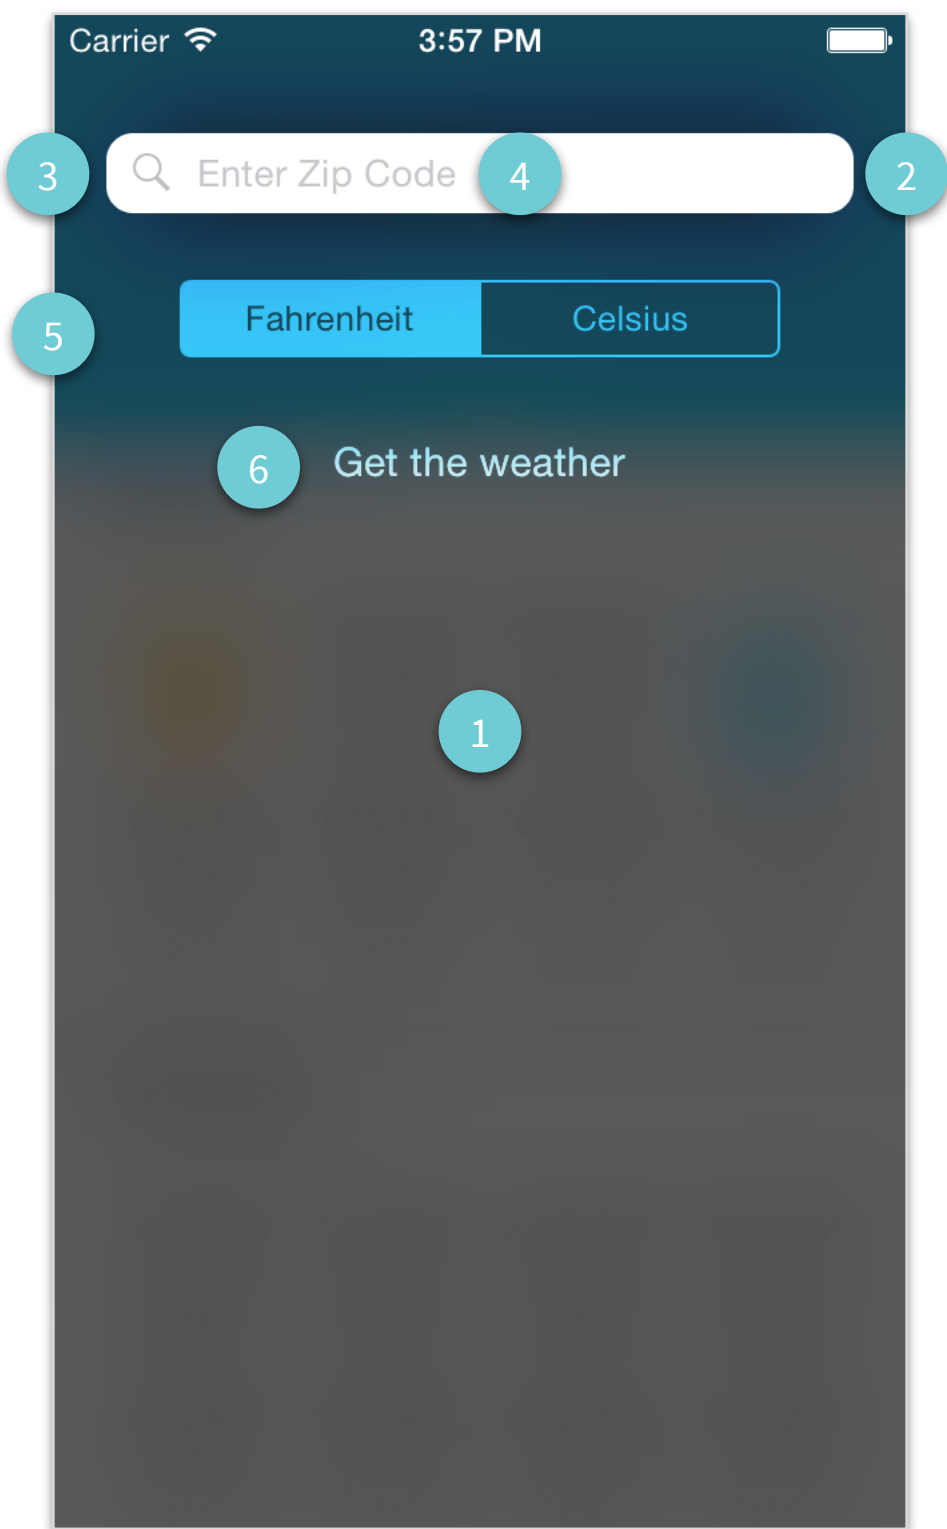 Carrier 3:57 PM
3 Enter Zip Code 4 2
Fahrenheit Celsius
5
6 Get the weather
1